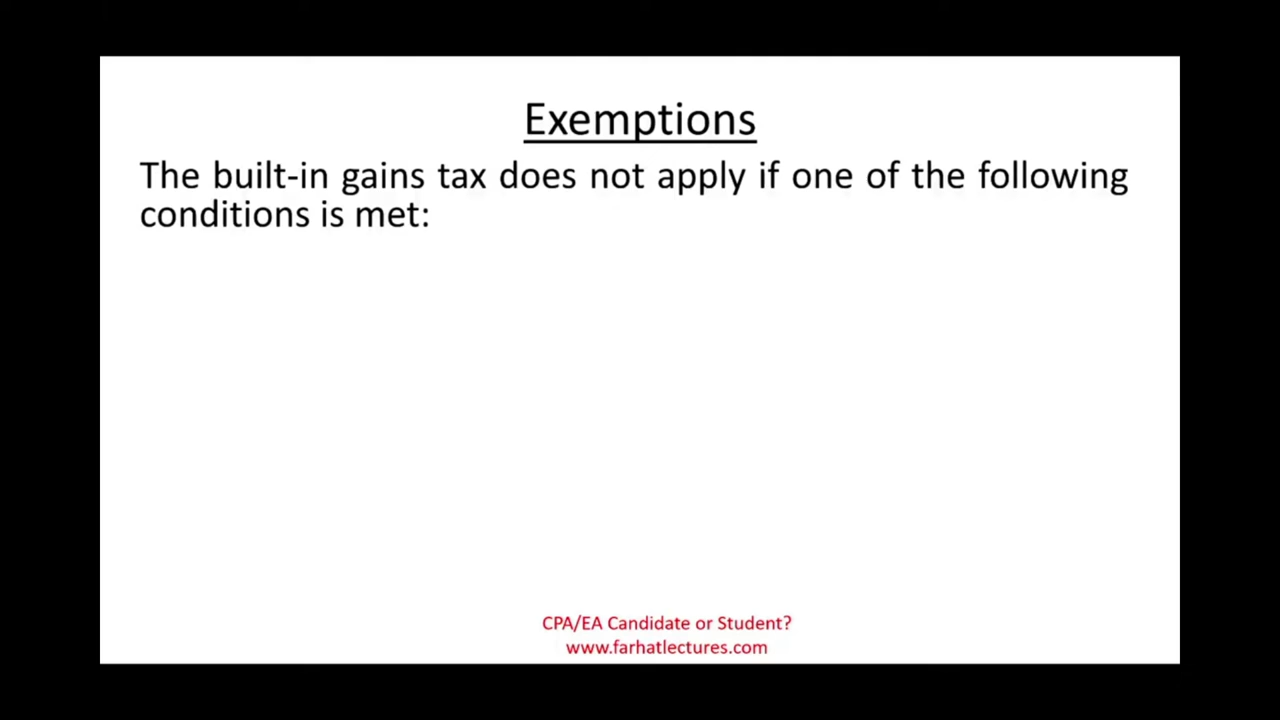 Exemptions
The built-in gains tax does not apply if one of the following
conditions is met:
CPA/EA Candidate or Student?
www.farhatlectures.com